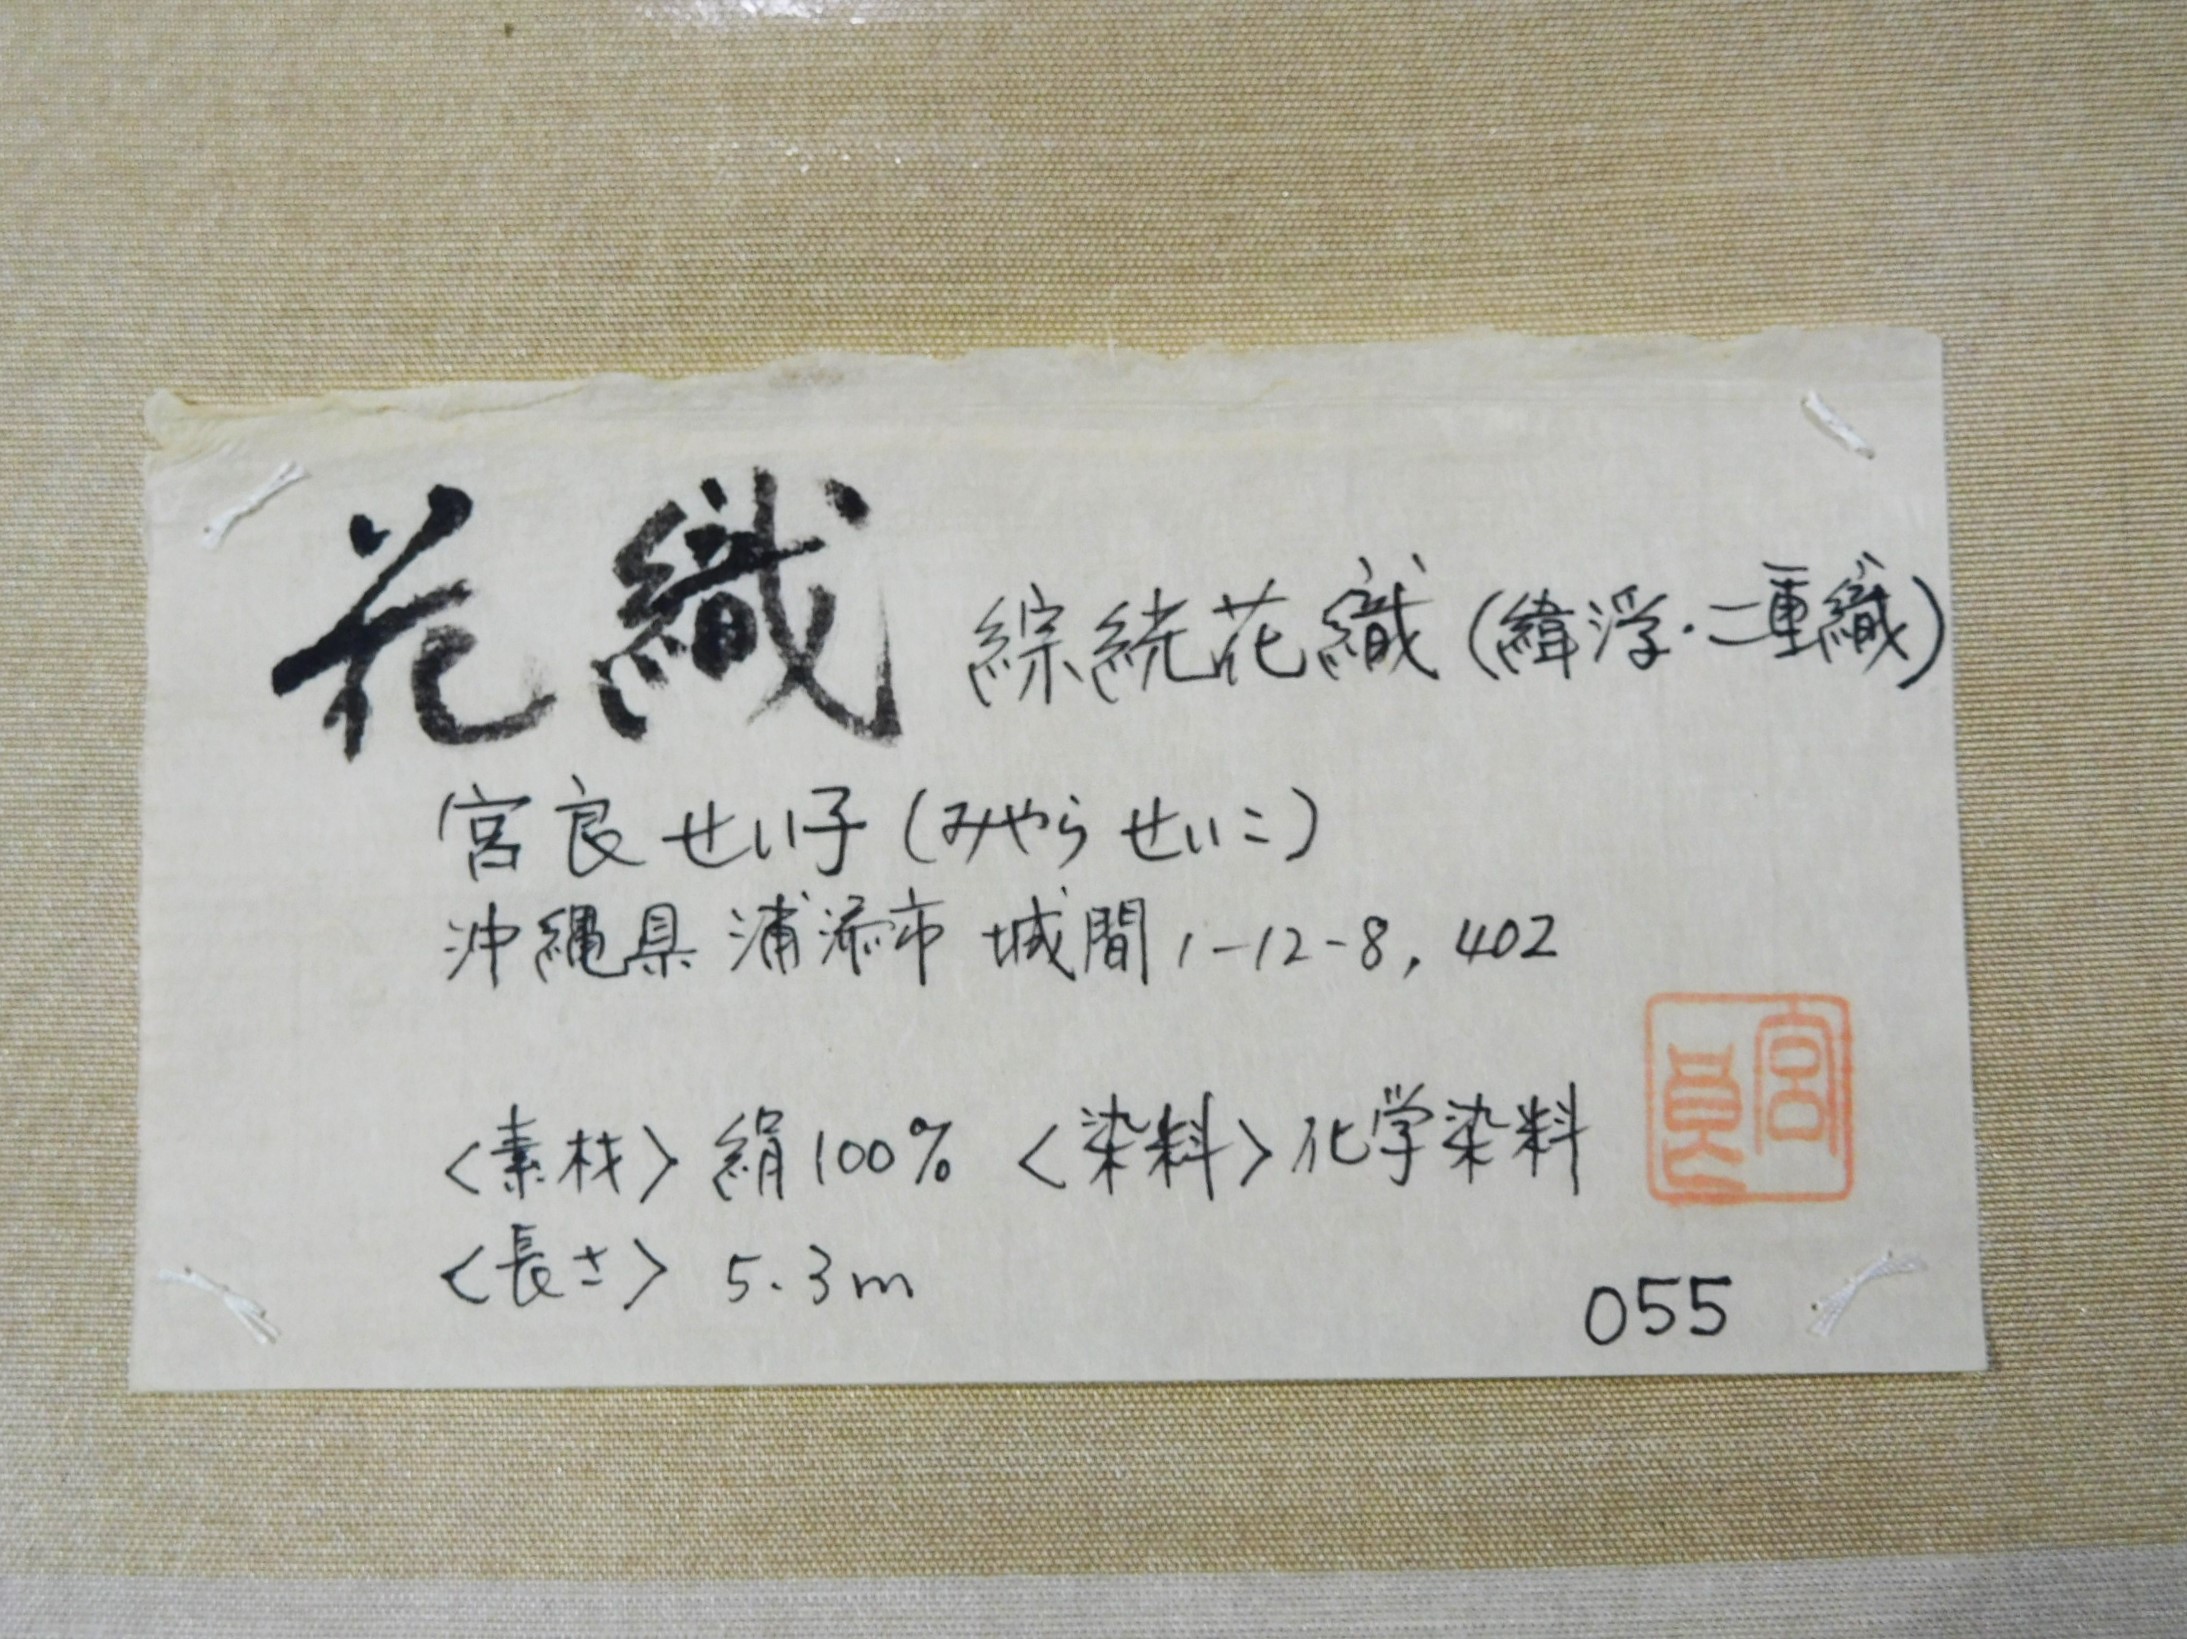 花織 綜絖花織(緯浮・二重織)
宮良せい子(みやら せいこ)
沖縄県 浦添市 城間1-12-8, 402
〈素材〉絹100% 〈染料〉化学染料
宮良
〈長さ〉5.3m
055